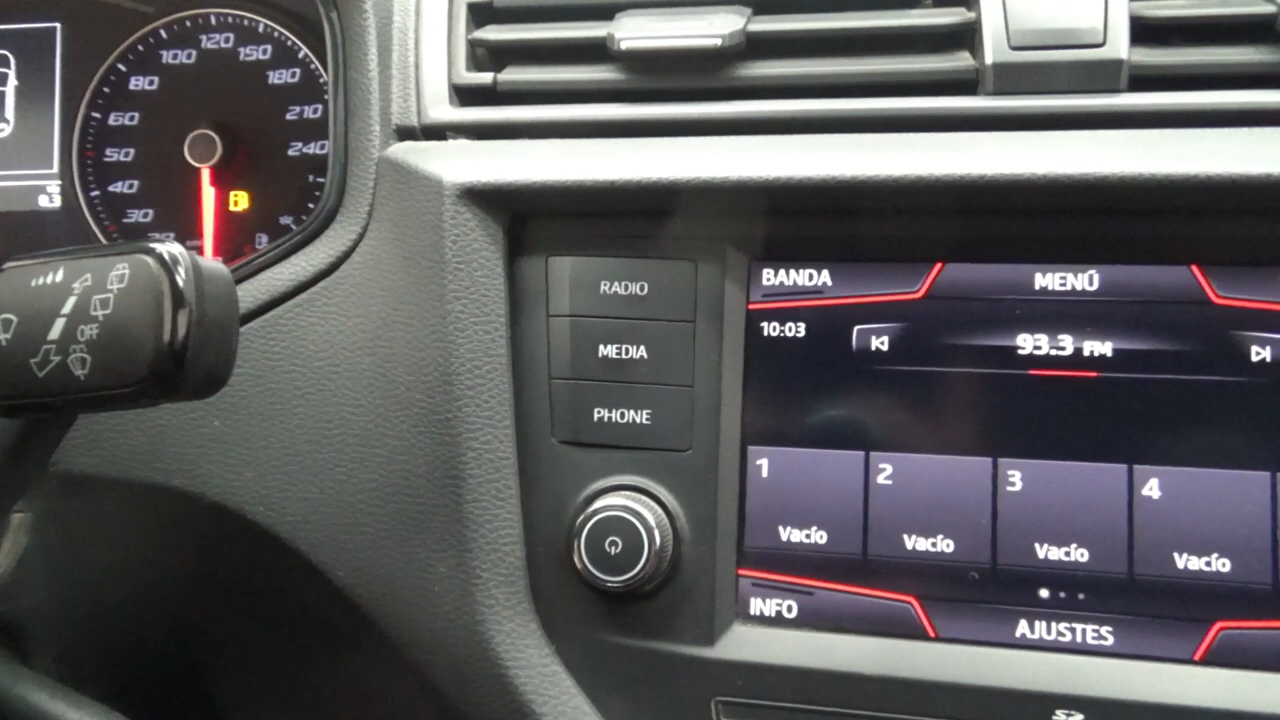 120
100
150
80
180
60
210
50
240
40
30
OFF
RADIO
MEDIA
PHONE
BANDA
MENÚ
10:03
93.3 FM
1
2
3
4
Vacío
Vacío
Vacío
Vacío
INFO
AJUSTES